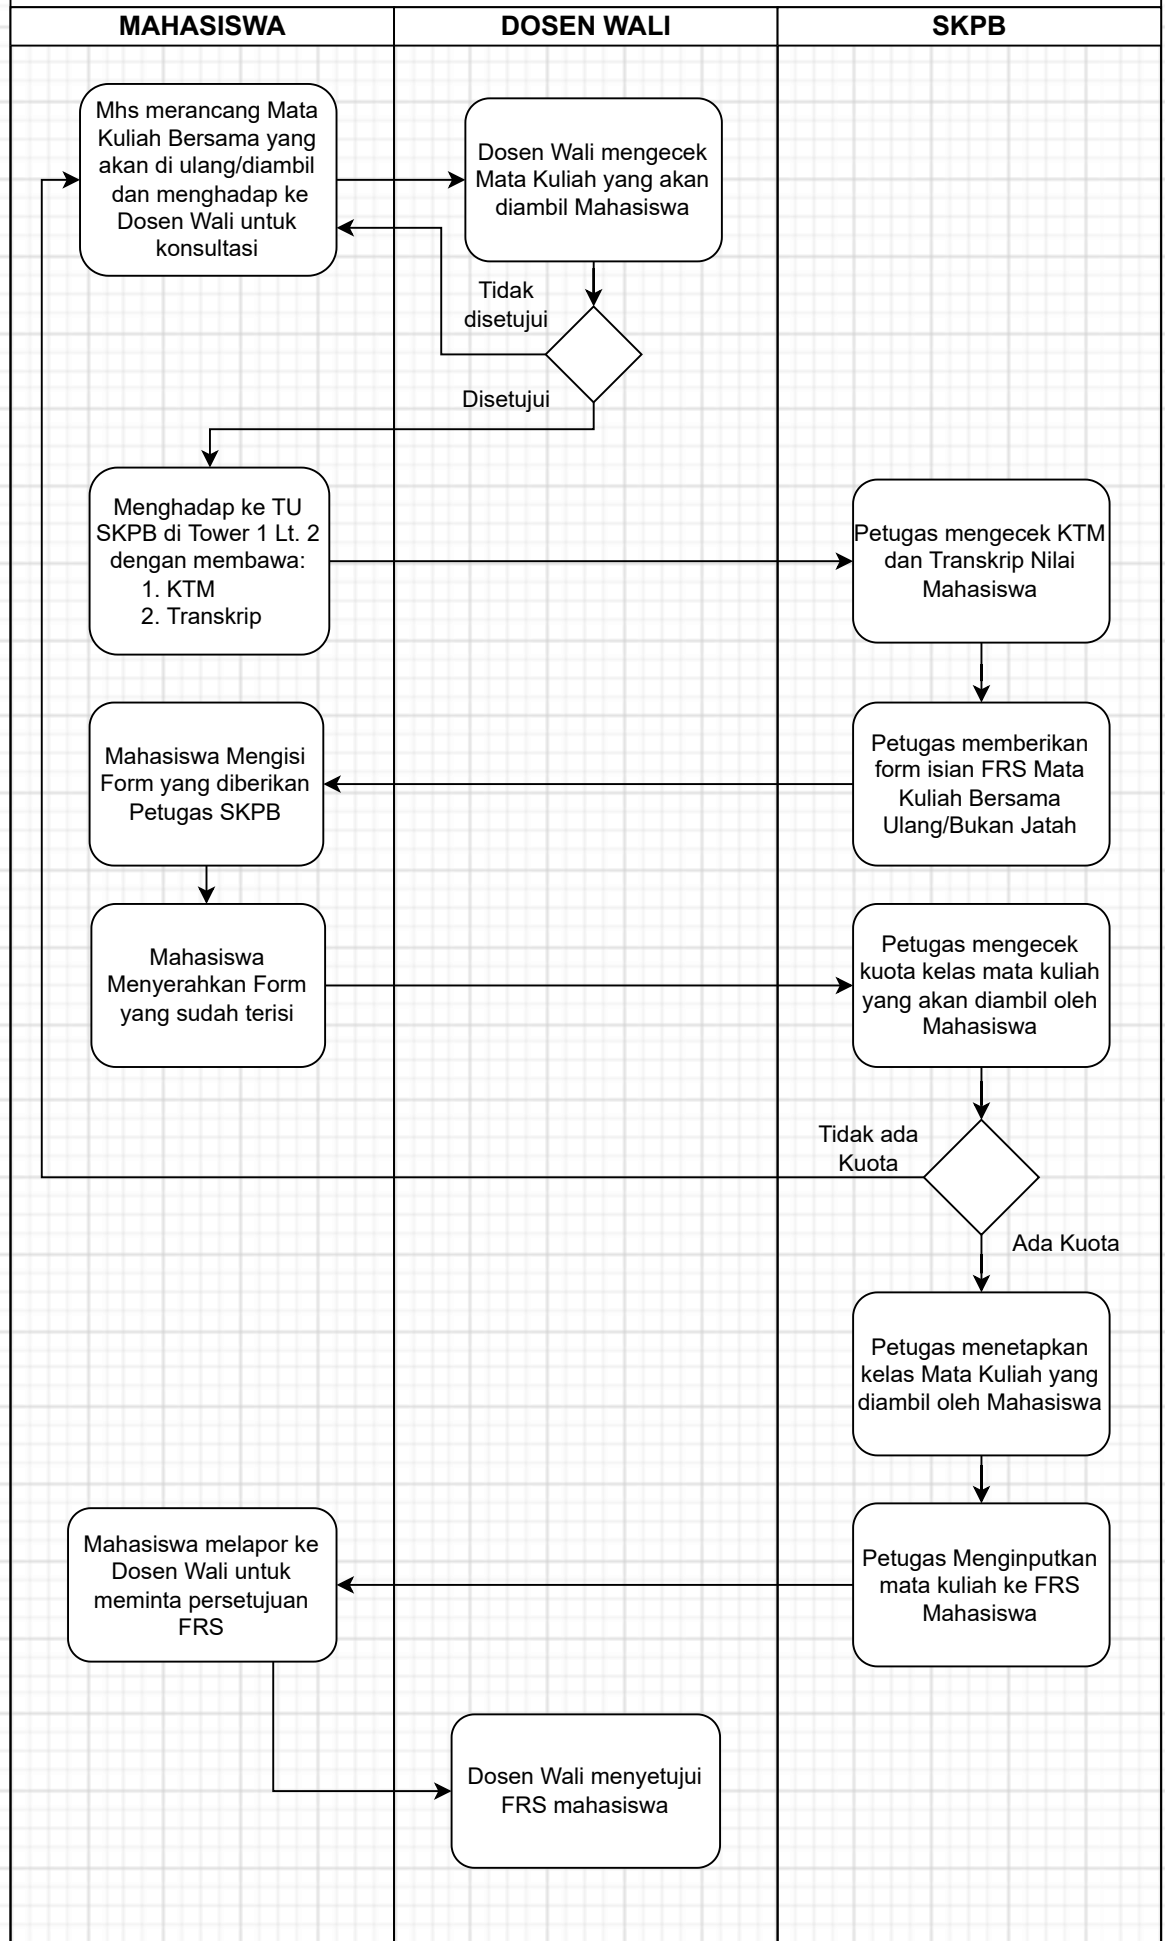 MAHASISWA
DOSEN WALI
SKPB
Mhs merancang Mata
Kuliah Bersama yang
akan di ulang/diambil
dan menghadap ke
Dosen Wali untuk
konsultasi
Dosen Wali mengecek
Mata Kuliah yang akan
diambil Mahasiswa
Tidak
disetujui
Disetujui
Menghadap ke TU
SKPB di Tower 1 Lt. 2
dengan membawa:
1. KTM
2. Transkrip
Petugas mengecek KTM
dan Transkrip Nilai
Mahasiswa
Petugas memberikan
form isian FRS Mata
Kuliah Bersama
Ulang/Bukan Jatah
Mahasiswa Mengisi
Form yang diberikan
Petugas SKPB
Mahasiswa
Menyerahkan Form
yang sudah terisi
Petugas mengecek
kuota kelas mata kuliah
yang akan diambil oleh
Mahasiswa
Tidak ada
Kuota
Ada Kuota
Petugas menetapkan
kelas Mata Kuliah yang
diambil oleh Mahasiswa
Petugas Menginputkan
mata kuliah ke FRS
Mahasiswa
Mahasiswa melapor ke
Dosen Wali untuk
meminta persetujuan
FRS
Dosen Wali menyetujui
FRS mahasiswa